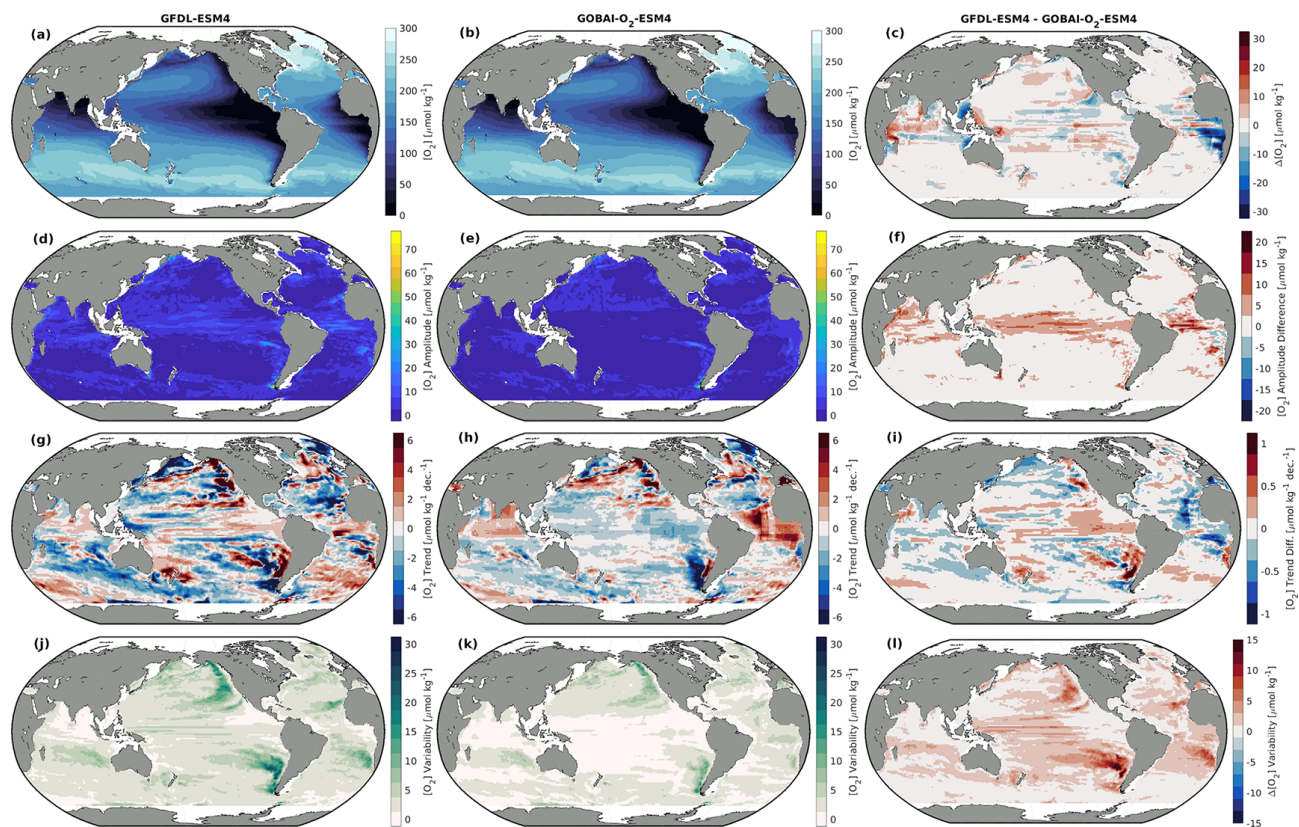 GFDL-ESM4 GOBAI-O2-ESM4 GFDL-ESM4 - GOBAI-O2-ESM4
(a) 300 250 200 150 100 50 0 [O2] [μmol kg-1]
(b) 300 250 200 150 100 50 0 [O2] [μmol kg-1]
(c) 30 20 10 0 -10 -20 -30 Δ[O2] [μmol kg-1]
(d) 70 60 50 40 30 20 10 0 [O2] Amplitude [μmol kg-1]
(e) 70 60 50 40 30 20 10 0 [O2] Amplitude [μmol kg-1]
(f) 20 15 10 5 0 -5 -10 -15 -20 [O2] Amplitude Difference [μmol kg-1]
(g) 6 4 2 0 -2 -4 -6 [O2] Trend [μmol kg-1 dec.-1]
(h) 6 4 2 0 -2 -4 -6 [O2] Trend [μmol kg-1 dec.-1]
(i) 1 0.5 0 -0.5 -1 [O2] Trend Diff. [μmol kg-1 dec.-1]
(j) 30 25 20 15 10 5 0 [O2] Variability [μmol kg-1]
(k) 30 25 20 15 10 5 0 [O2] Variability [μmol kg-1]
(l) 15 10 5 0 -5 -10 -15 Δ[O2] Variability [μmol kg-1]